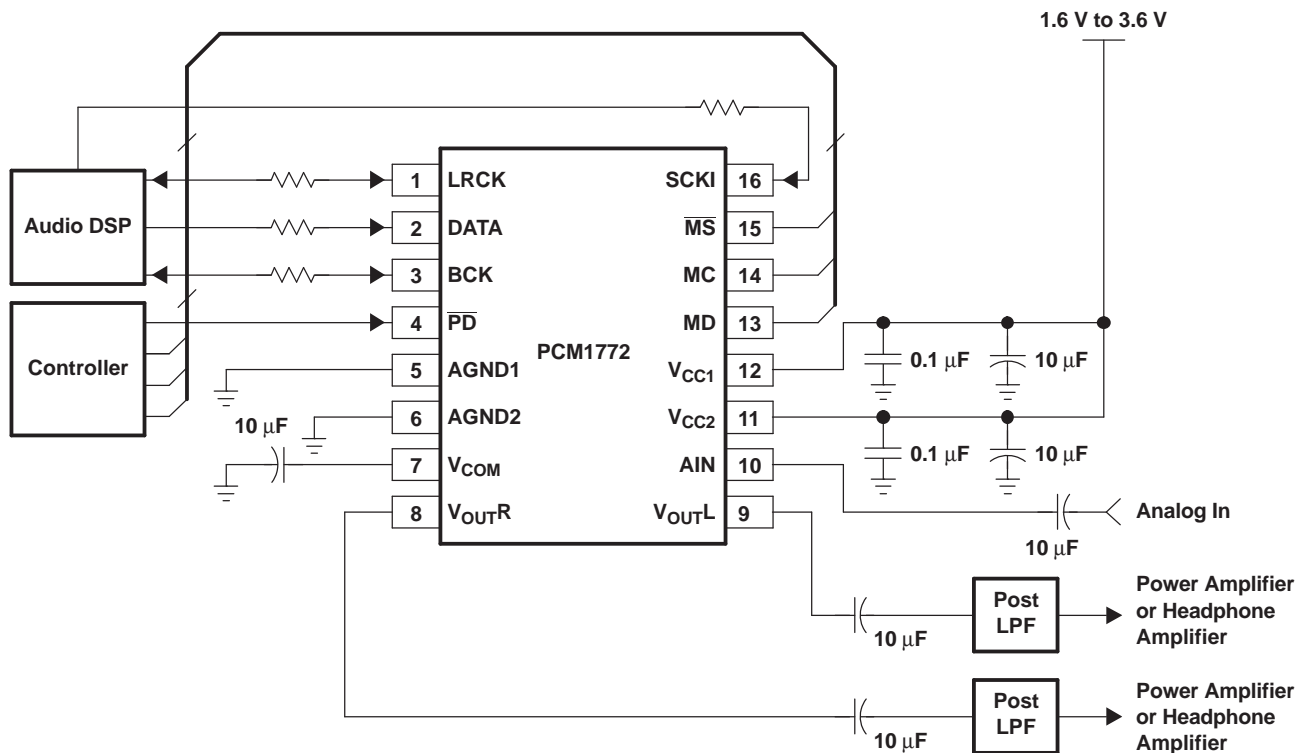 1.6 V to 3.6 V
Audio DSP
Controller
PCM1772
1 LRCK
2 DATA
3 BCK
4 P̅D̅
5 AGND1
6 AGND2
7 VCOM
8 VOUTR
SCKI 16
M̅S̅ 15
MC 14
MD 13
VCC1 12
VCC2 11
AIN 10
VOUTL 9
10 μF
0.1 μF
10 μF
0.1 μF
10 μF
10 μF
Analog In
10 μF
Post
LPF
Power Amplifier
or Headphone
Amplifier
10 μF
Post
LPF
Power Amplifier
or Headphone
Amplifier